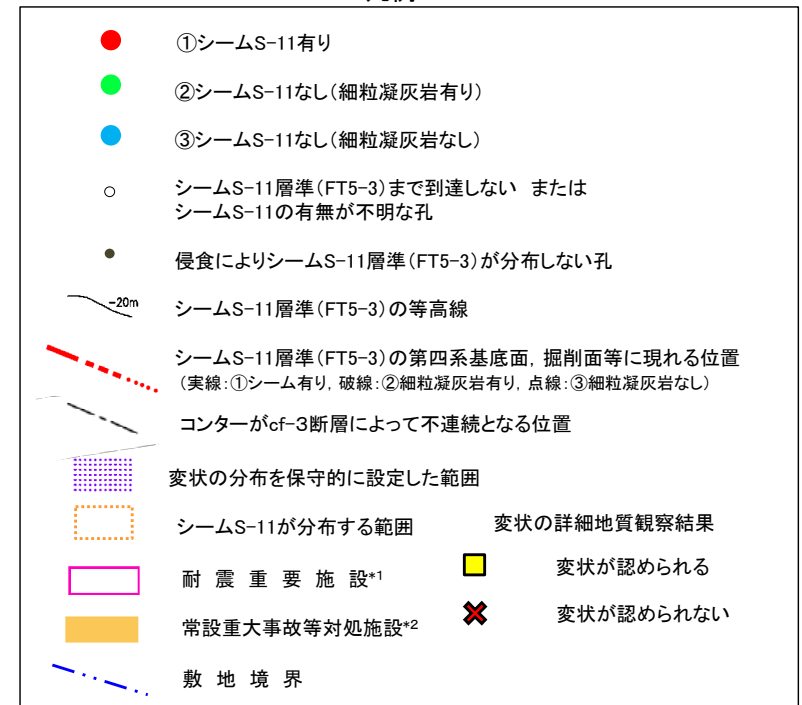 ①シームS-11有り
②シームS-11なし(細粒凝灰岩有り)
③シームS-11なし(細粒凝灰岩なし)
シームS-11層準(FT5-3)まで到達しない または
シームS-11の有無が不明な孔
侵食によりシームS-11層準(FT5-3)が分布しない孔
-20m
シームS-11層準(FT5-3)の等高線
シームS-11層準(FT5-3)の第四系基底面, 掘削面等に現れる位置
(実線:①シーム有り, 破線:②細粒凝灰岩有り, 点線:③細粒凝灰岩なし)
コンターがcf-3断層によって不連続となる位置
変状の分布を保守的に設定した範囲
シームS-11が分布する範囲
耐 震 重 要 施 設*1
常設重大事故等対処施設*2
敷 地 境 界
変状の詳細地質観察結果
変状が認められる
変状が認められない